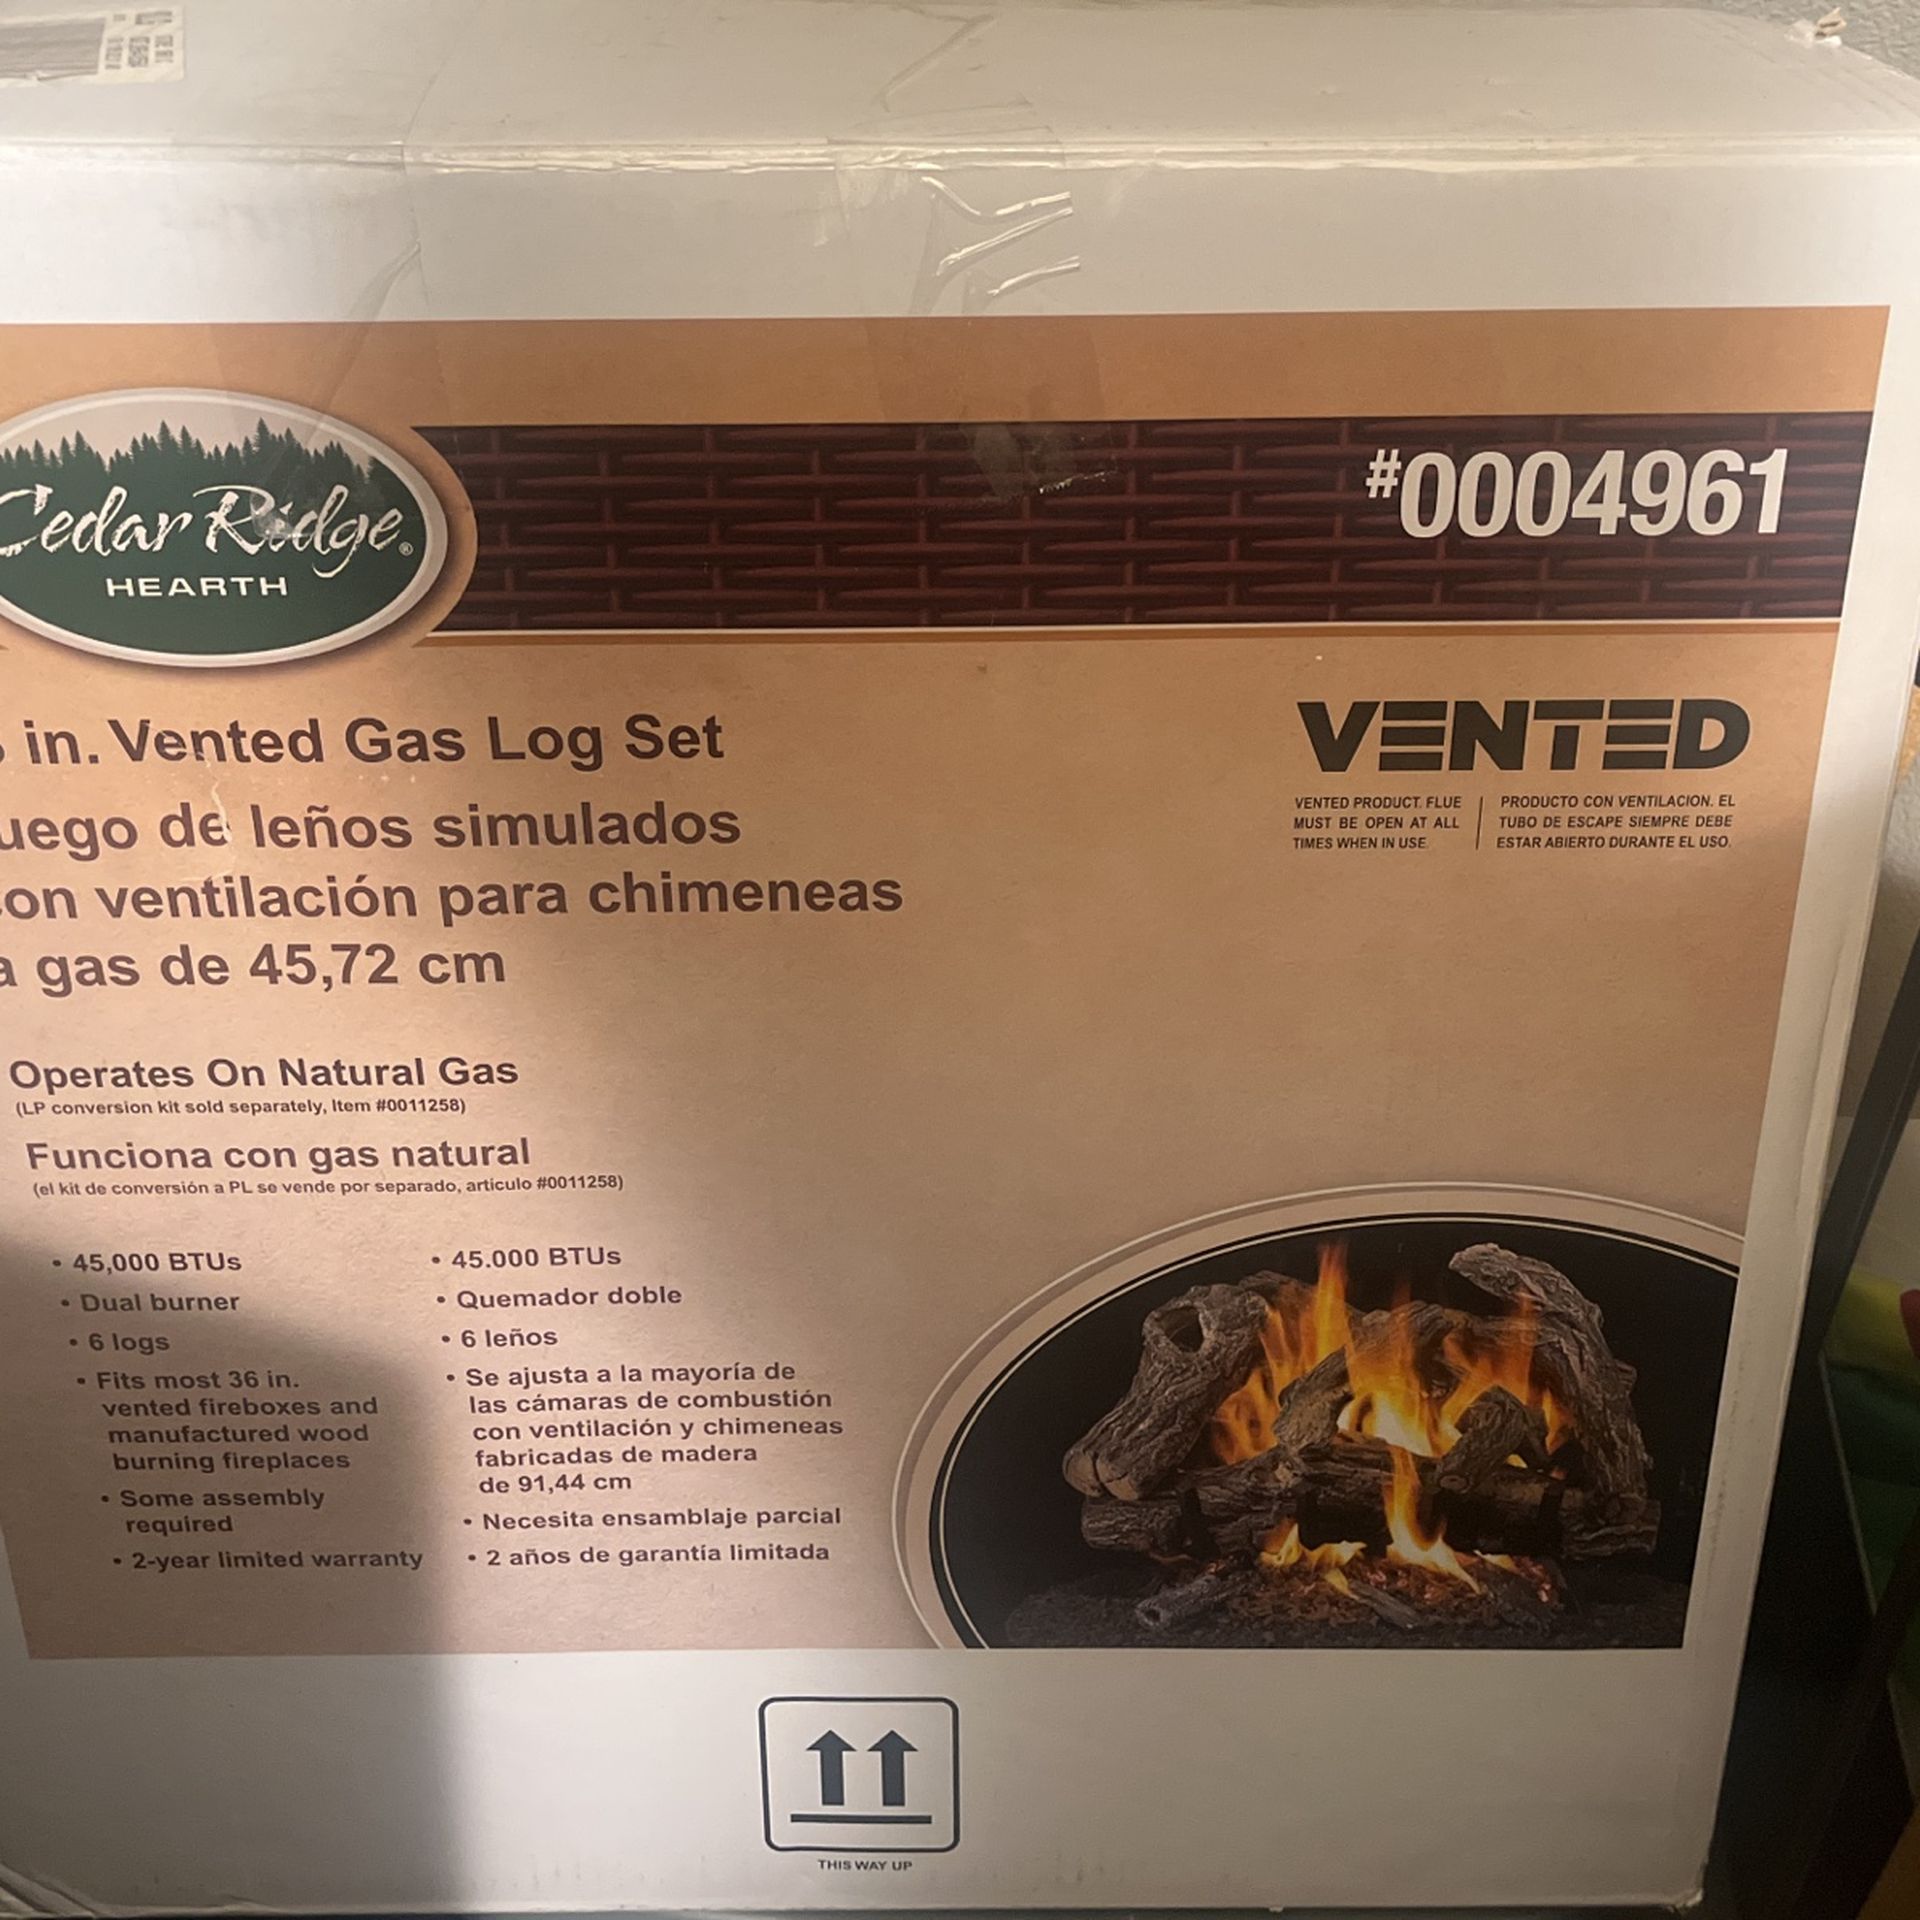 Cedar Ridge®
HEARTH
#0004961
in. Vented Gas Log Set
uego de leños simulados
on ventilación para chimeneas
a gas de 45,72 cm
VENTED
VENTED PRODUCT. FLUE
MUST BE OPEN AT ALL
TIMES WHEN IN USE.
PRODUCTO CON VENTILACION. EL
TUBO DE ESCAPE SIEMPRE DEBE
ESTAR ABIERTO DURANTE EL USO.
Operates On Natural Gas
(LP conversion kit sold separately, Item #0011258)
Funciona con gas natural
(el kit de conversión a PL se vende por separado, articulo #0011258)
• 45,000 BTUs
• Dual burner
• 6 logs
• Fits most 36 in.
vented fireboxes and
manufactured wood
burning fireplaces
• Some assembly
required
• 2-year limited warranty
• 45.000 BTUs
• Quemador doble
• 6 leños
• Se ajusta a la mayoría de
las cámaras de combustión
con ventilación y chimeneas
fabricadas de madera
de 91,44 cm
• Necesita ensamblaje parcial
• 2 años de garantía limitada
THIS WAY UP